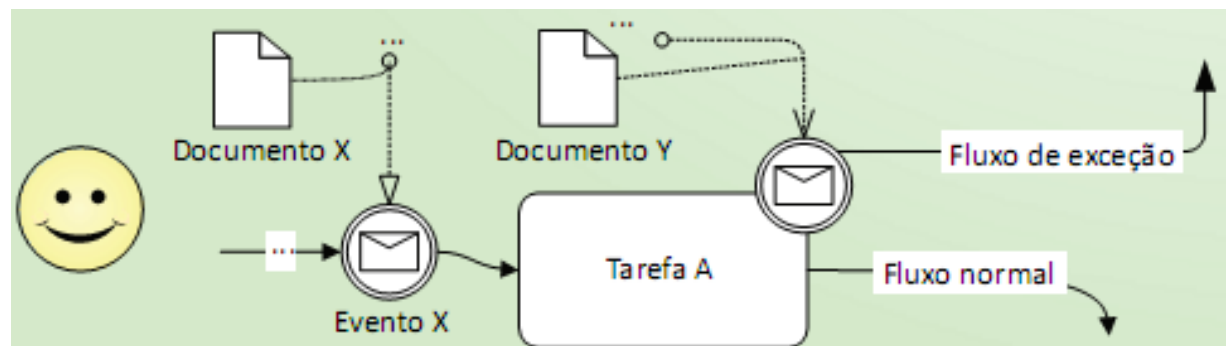 ...
...
Documento X
Documento Y
Fluxo de exceção
...
Tarefa A
Fluxo normal
Evento X